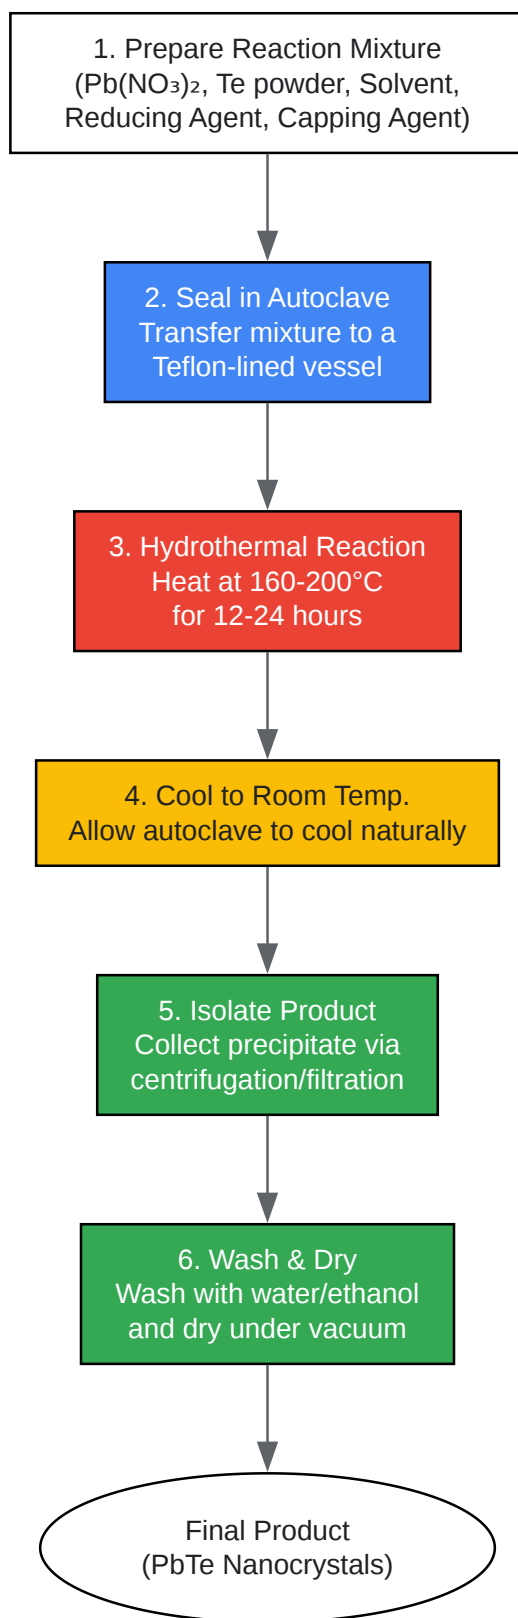 1. Prepare Reaction Mixture
(Pb(NO₃)₂, Te powder, Solvent,
Reducing Agent, Capping Agent)
2. Seal in Autoclave
Transfer mixture to a
Teflon-lined vessel
3. Hydrothermal Reaction
Heat at 160-200°C
for 12-24 hours
4. Cool to Room Temp.
Allow autoclave to cool naturally
5. Isolate Product
Collect precipitate via
centrifugation/filtration
6. Wash & Dry
Wash with water/ethanol
and dry under vacuum
Final Product
(PbTe Nanocrystals)